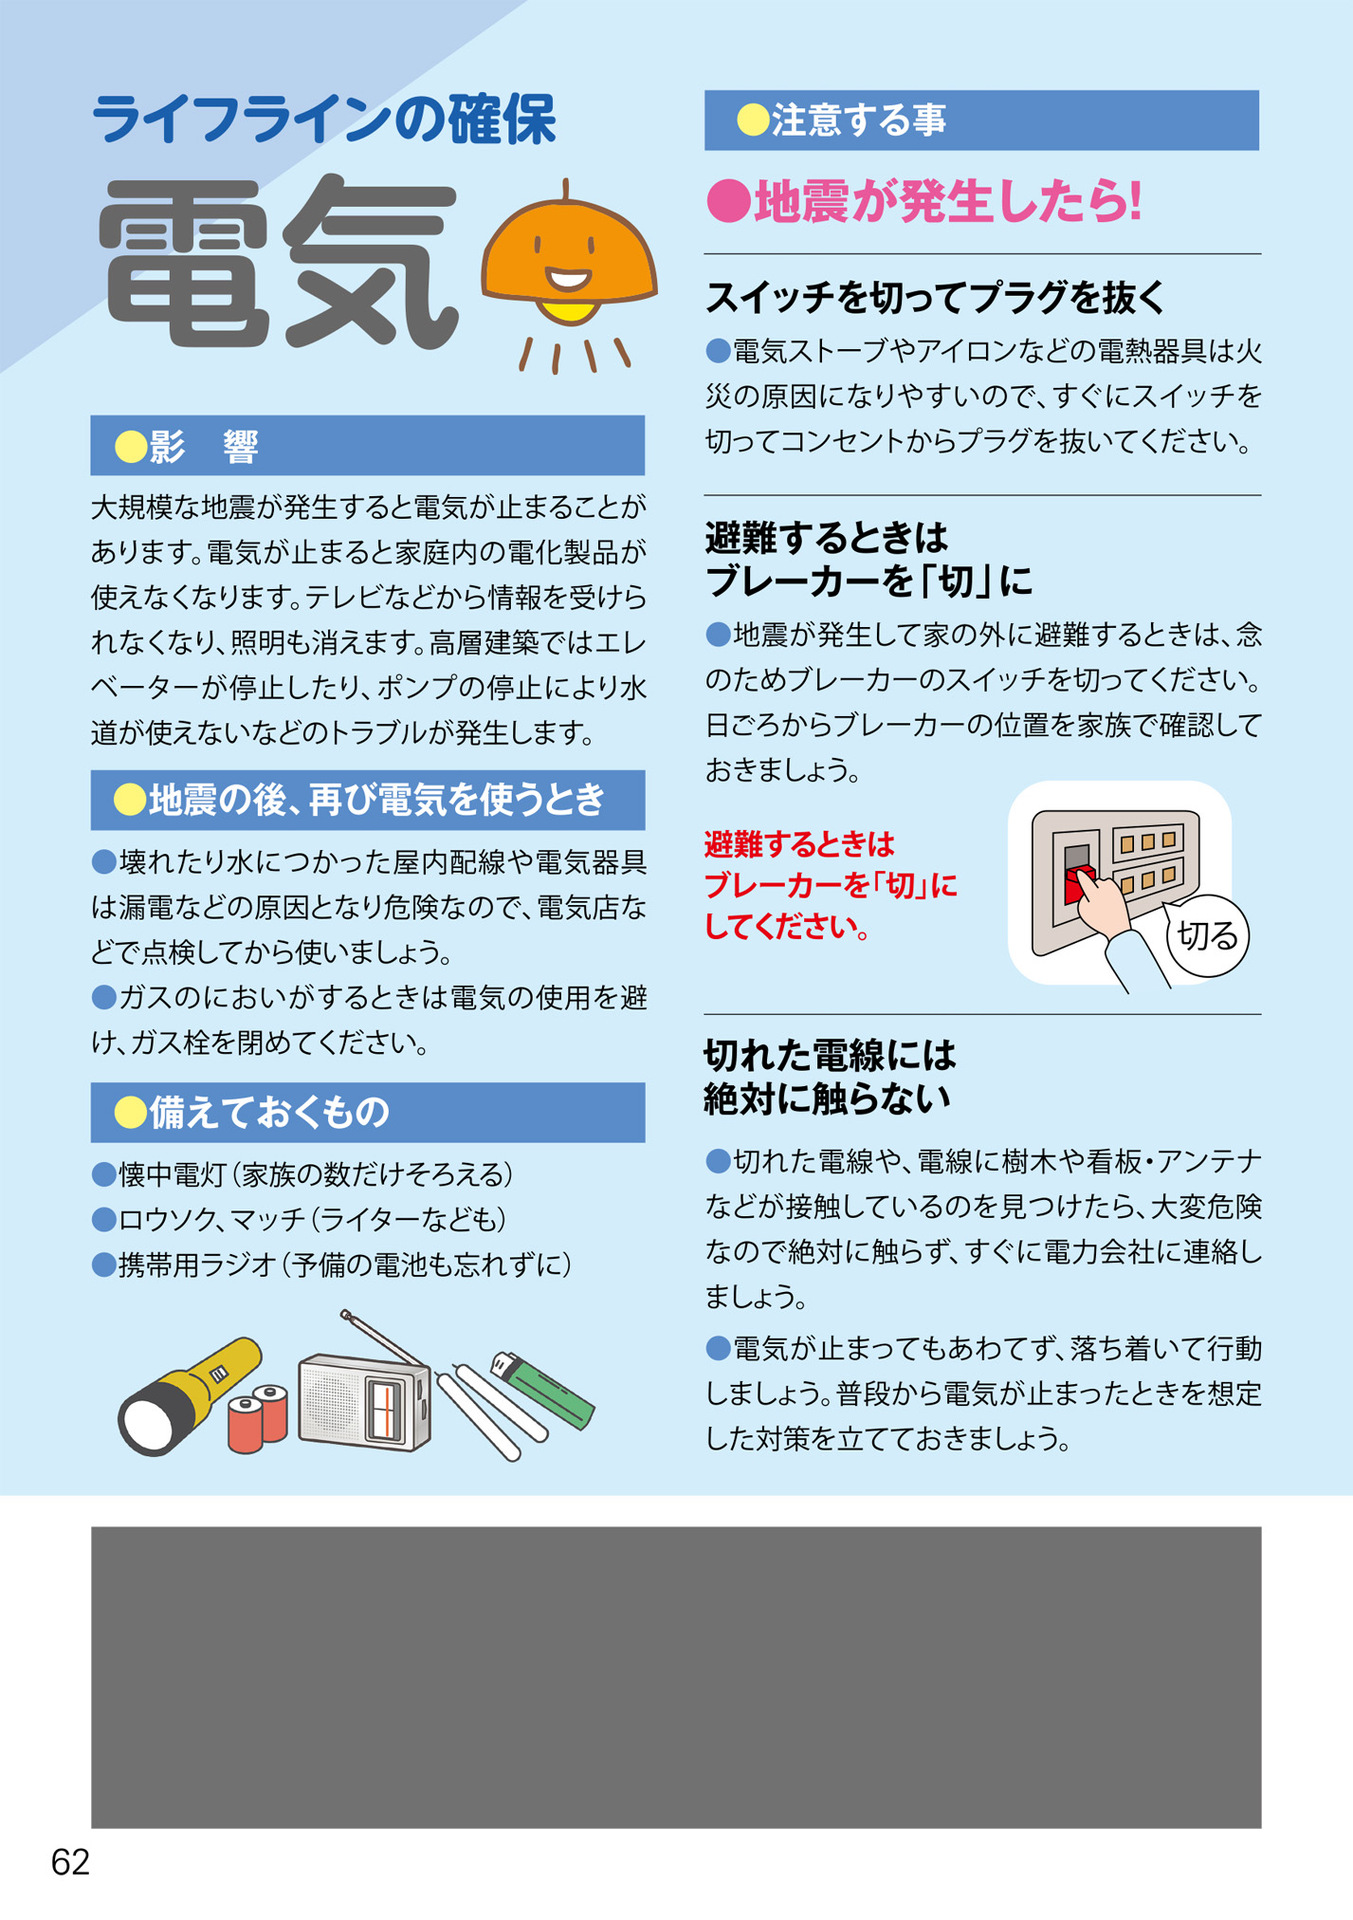 ライフラインの確保
電気
●影　響
大規模な地震が発生すると電気が止まることが
あります。電気が止まると家庭内の電化製品が
使えなくなります。テレビなどから情報を受けら
れなくなり、照明も消えます。高層建築ではエレ
ベーターが停止したり、ポンプの停止により水
道が使えないなどのトラブルが発生します。
●地震の後、再び電気を使うとき
●壊れたり水につかった屋内配線や電気器具
は漏電などの原因となり危険なので、電気店な
どで点検してから使いましょう。
●ガスのにおいがするときは電気の使用を避
け、ガス栓を閉めてください。
●備えておくもの
●懐中電灯（家族の数だけそろえる）
●ロウソク、マッチ（ライターなども）
●携帯用ラジオ（予備の電池も忘れずに）
●注意する事
●地震が発生したら!
スイッチを切ってプラグを抜く
●電気ストーブやアイロンなどの電熱器具は火
災の原因になりやすいので、すぐにスイッチを
切ってコンセントからプラグを抜いてください。
避難するときは
ブレーカーを「切」に
●地震が発生して家の外に避難するときは、念
のためブレーカーのスイッチを切ってください。
日ごろからブレーカーの位置を家族で確認して
おきましょう。
避難するときは
ブレーカーを「切」に
してください。
切る
切れた電線には
絶対に触らない
●切れた電線や、電線に樹木や看板・アンテナ
などが接触しているのを見つけたら、大変危険
なので絶対に触らず、すぐに電力会社に連絡し
ましょう。
●電気が止まってもあわてず、落ち着いて行動
しましょう。普段から電気が止まったときを想定
した対策を立てておきましょう。
62